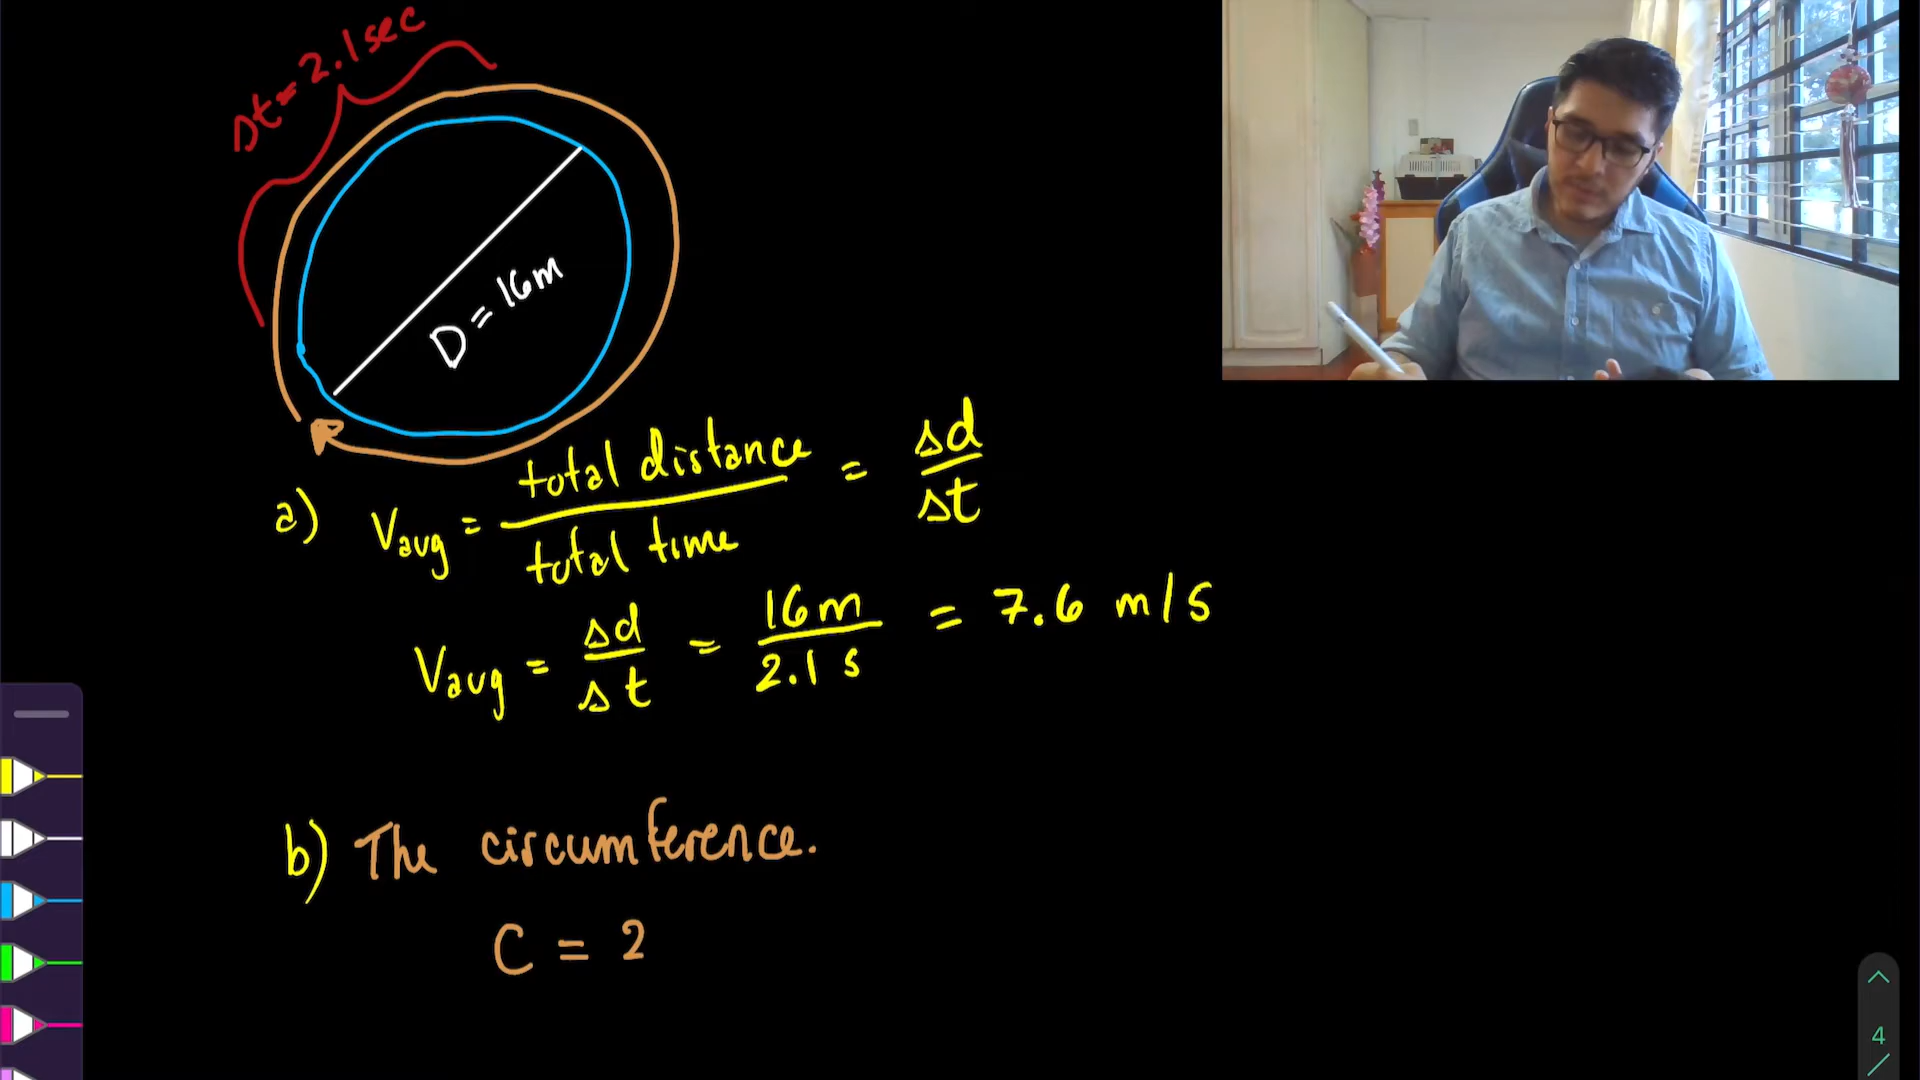 Δt = 2.1 sec
D = 16m
a) Vavg = total distance / total time = Δd / Δt
Vavg = Δd / Δt = 16m / 2.1 s = 7.6 m/s
b) The circumference.
C = 2
4